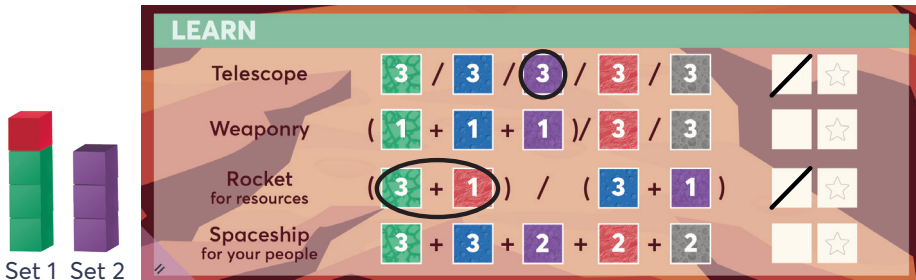 LEARN
Telescope 3 / 3 / 3 / 3 / 3
Weaponry ( 1 + 1 + 1 ) / 3 / 3
Rocket
for resources ( 3 + 1 ) / ( 3 + 1 )
Spaceship
for your people 3 + 3 + 2 + 2 + 2
Set 1 Set 2